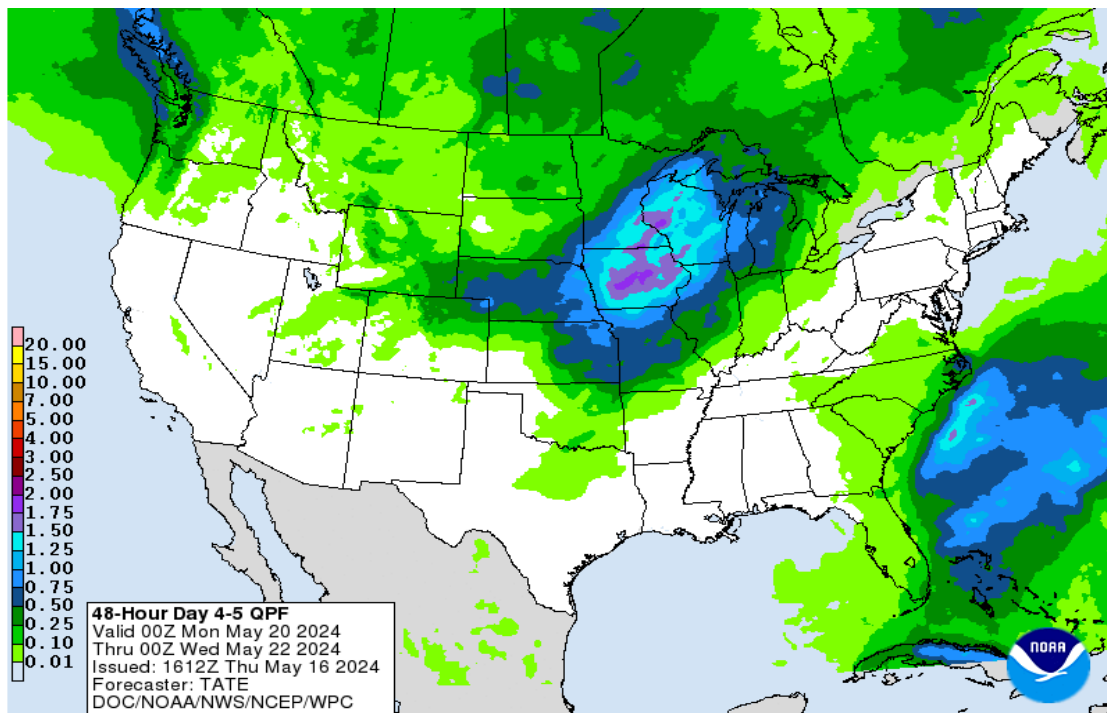 20.00
15.00
10.00
7.00
5.00
4.00
3.00
2.50
2.00
1.75
1.50
1.25
1.00
0.75
0.50
0.25
0.10
0.01
48-Hour Day 4-5 QPF
Valid 00Z Mon May 20 2024
Thru 00Z Wed May 22 2024
Issued: 1612Z Thu May 16 2024
Forecaster: TATE
DOC/NOAA/NWS/NCEP/WPC
NOAA